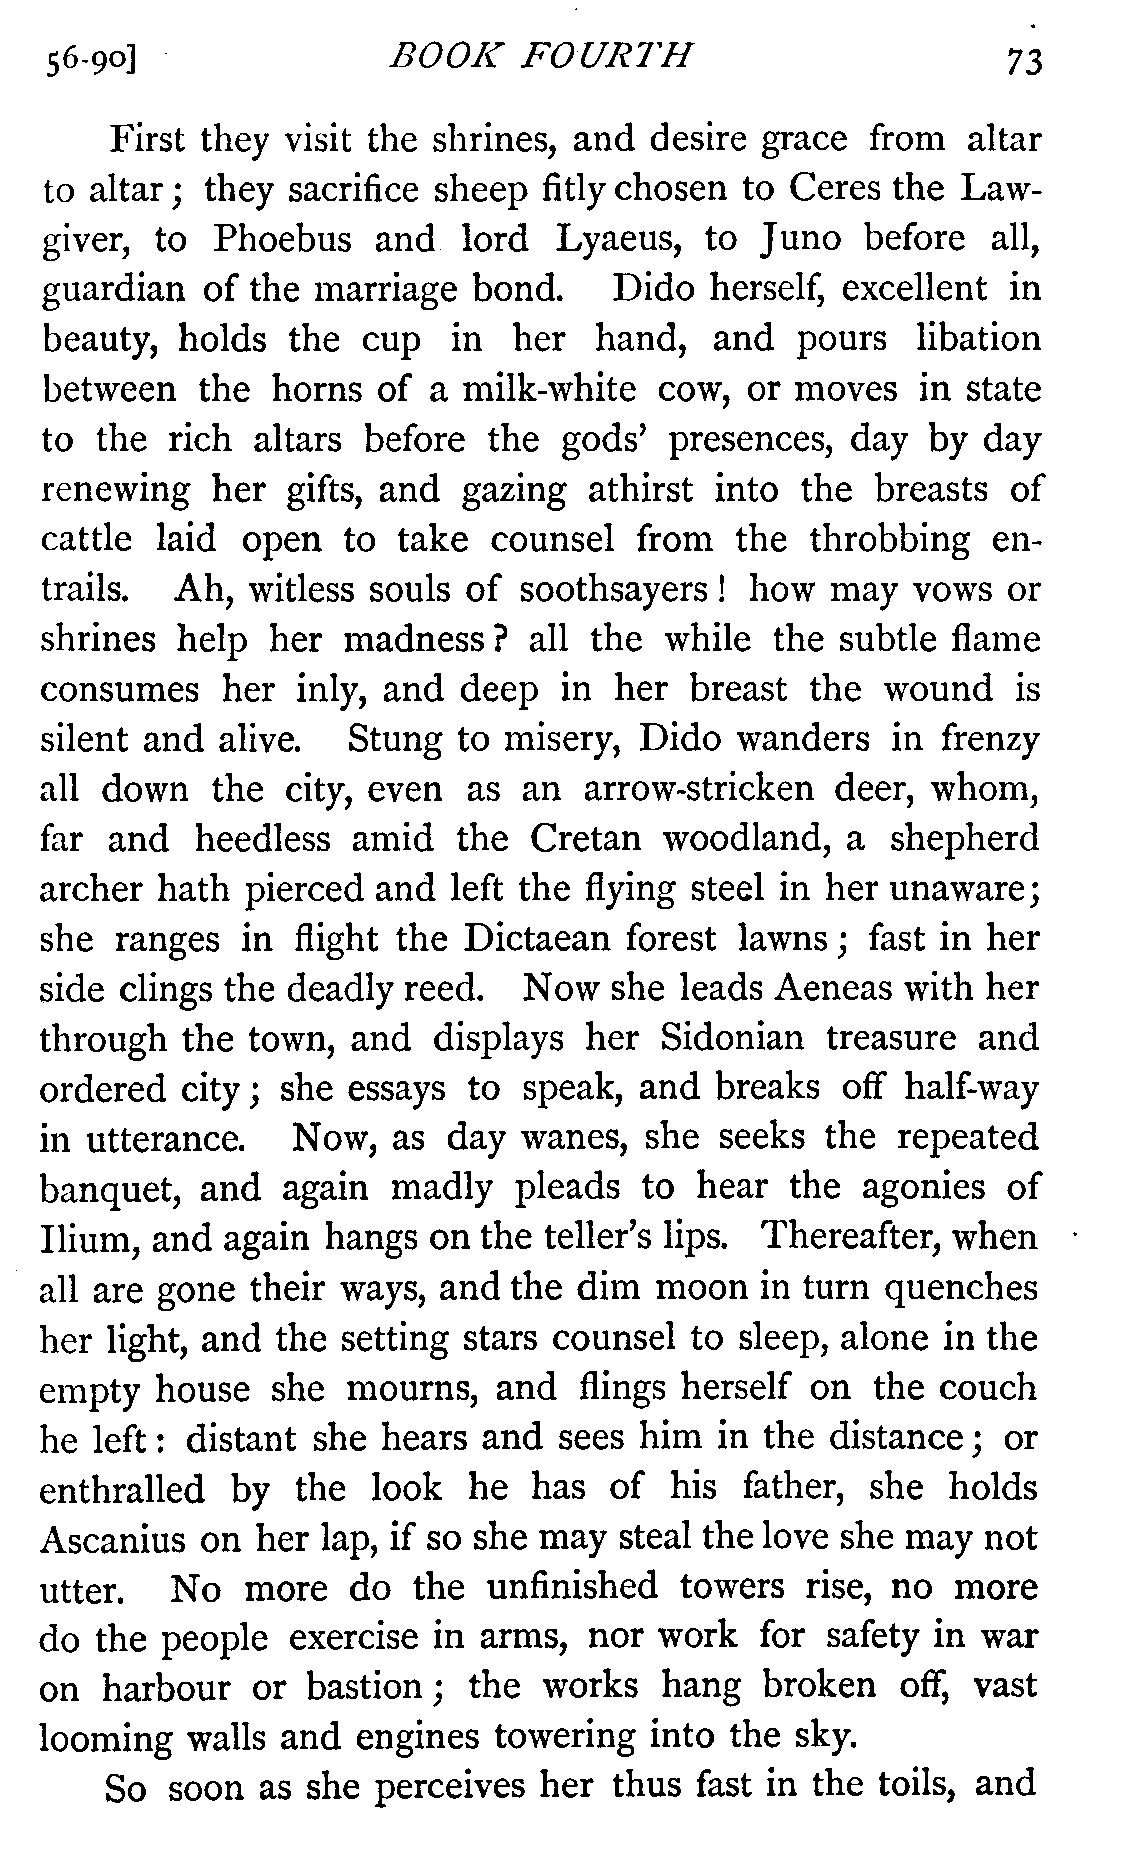 56-90] BOOK FOURTH 73
First they visit the shrines, and desire grace from altar
to altar; they sacrifice sheep fitly chosen to Ceres the Law-
giver, to Phoebus and lord Lyaeus, to Juno before all,
guardian of the marriage bond. Dido herself, excellent in
beauty, holds the cup in her hand, and pours libation
between the horns of a milk-white cow, or moves in state
to the rich altars before the gods' presences, day by day
renewing her gifts, and gazing athirst into the breasts of
cattle laid open to take counsel from the throbbing en-
trails. Ah, witless souls of soothsayers! how may vows or
shrines help her madness? all the while the subtle flame
consumes her inly, and deep in her breast the wound is
silent and alive. Stung to misery, Dido wanders in frenzy
all down the city, even as an arrow-stricken deer, whom,
far and heedless amid the Cretan woodland, a shepherd
archer hath pierced and left the flying steel in her unaware;
she ranges in flight the Dictaean forest lawns; fast in her
side clings the deadly reed. Now she leads Aeneas with her
through the town, and displays her Sidonian treasure and
ordered city; she essays to speak, and breaks off half-way
in utterance. Now, as day wanes, she seeks the repeated
banquet, and again madly pleads to hear the agonies of
Ilium, and again hangs on the teller's lips. Thereafter, when
all are gone their ways, and the dim moon in turn quenches
her light, and the setting stars counsel to sleep, alone in the
empty house she mourns, and flings herself on the couch
he left: distant she hears and sees him in the distance; or
enthralled by the look he has of his father, she holds
Ascanius on her lap, if so she may steal the love she may not
utter. No more do the unfinished towers rise, no more
do the people exercise in arms, nor work for safety in war
on harbour or bastion; the works hang broken off, vast
looming walls and engines towering into the sky.
So soon as she perceives her thus fast in the toils, and